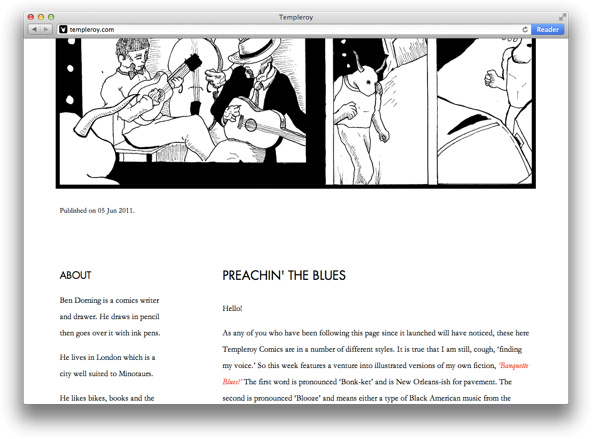 Templeroy
templeroy.com
Reader
Published on 05 Jun 2011.
ABOUT
Ben Dorning is a comics writer
and drawer. He draws in pencil
then goes over it with ink pens.
He lives in London which is a
city well suited to Minotaurs.
He likes bikes, books and the
PREACHIN' THE BLUES
Hello!
As any of you who have been following this page since it launched will have noticed, these here
Templeroy Comics are in a number of different styles. It is true that I am still, cough, ‘finding
my voice.’ So this week features a venture into illustrated versions of my own fiction, ‘Banquette
Blues!’ The first word is pronounced ‘Bonk-ket’ and is New Orleans-ish for pavement. The
second is pronounced ‘Blooze’ and means either a type of Black American music from the